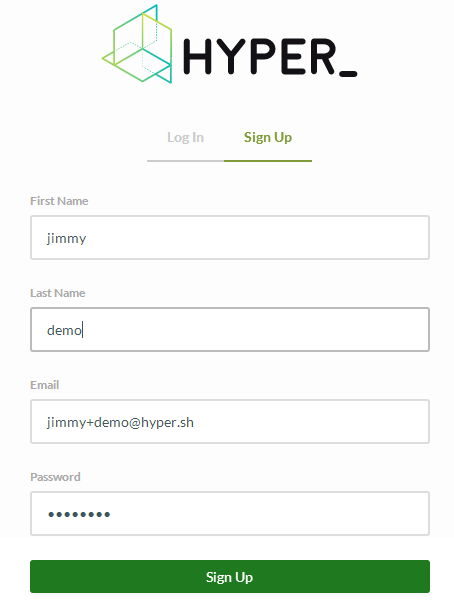 HYPER_
Log In Sign Up
First Name
jimmy
Last Name
demo
Email
jimmy+demo@hyper.sh
Password
••••••••
Sign Up